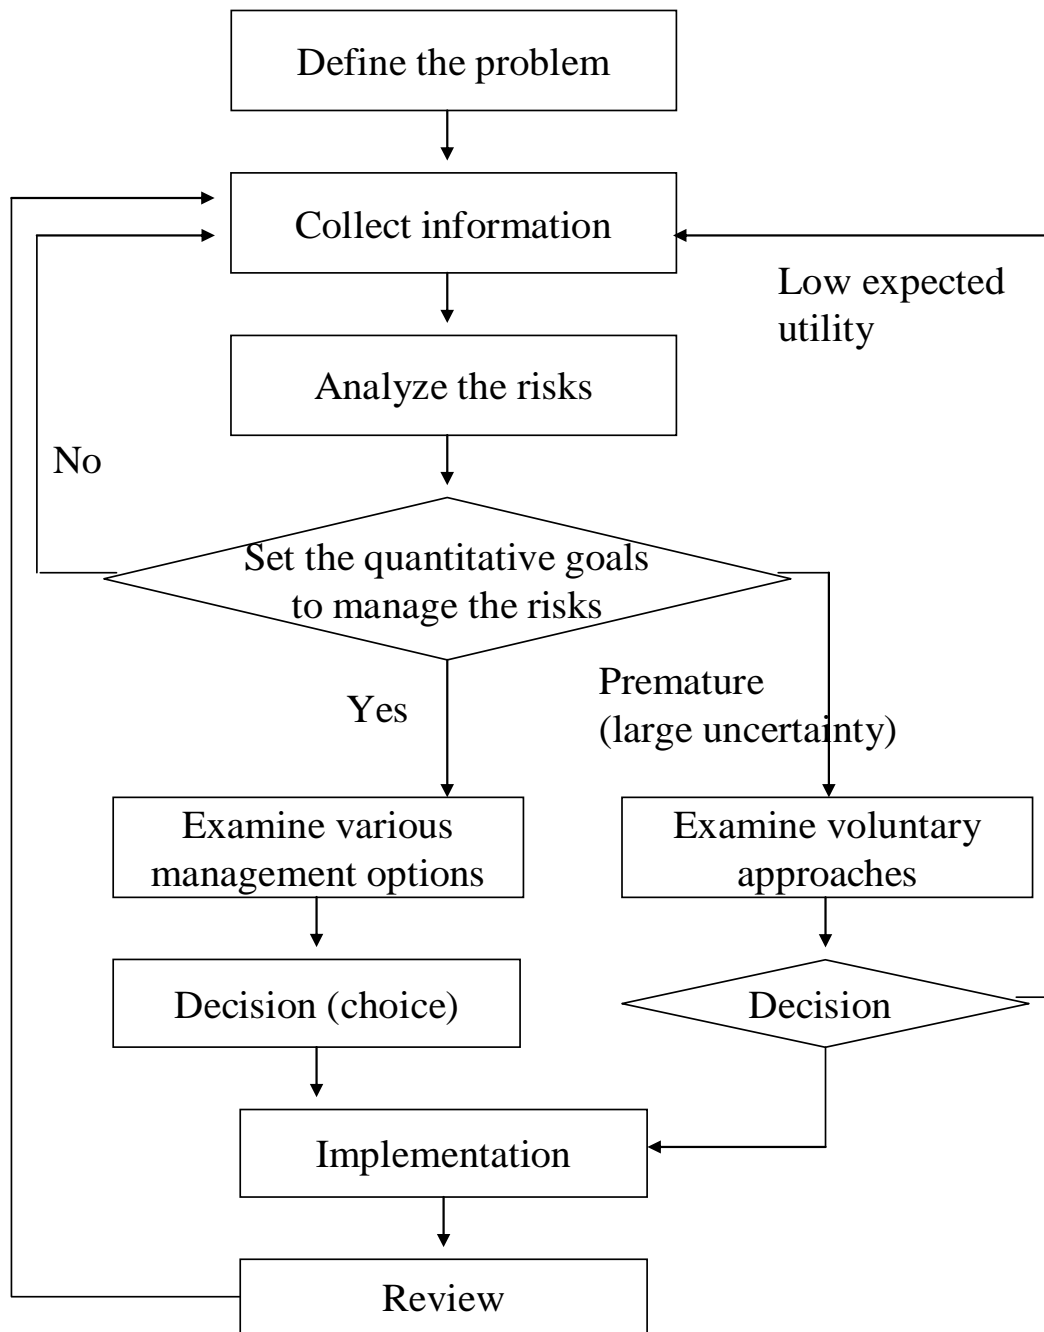 Define the problem
Collect information
Low expected
utility
Analyze the risks
No
Set the quantitative goals
to manage the risks
Yes
Premature
(large uncertainty)
Examine various
management options
Examine voluntary
approaches
Decision (choice)
Decision
Implementation
Review